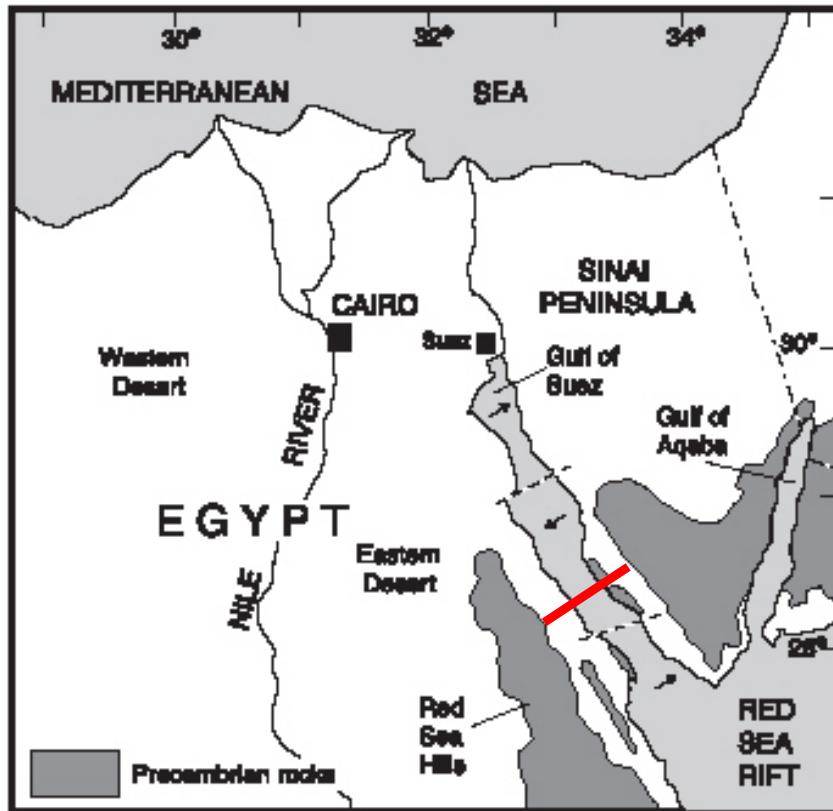 30°
32°
34°
MEDITERRANEAN
SEA
SINAI
PENINSULA
CAIRO
Suez
30°
Western
Desert
Gulf of
Suez
Gulf of
Aqaba
RIVER
EGYPT
Eastern
Desert
NILE
28°
Red
Sea
Hills
RED
SEA
RIFT
Precambrian rocks